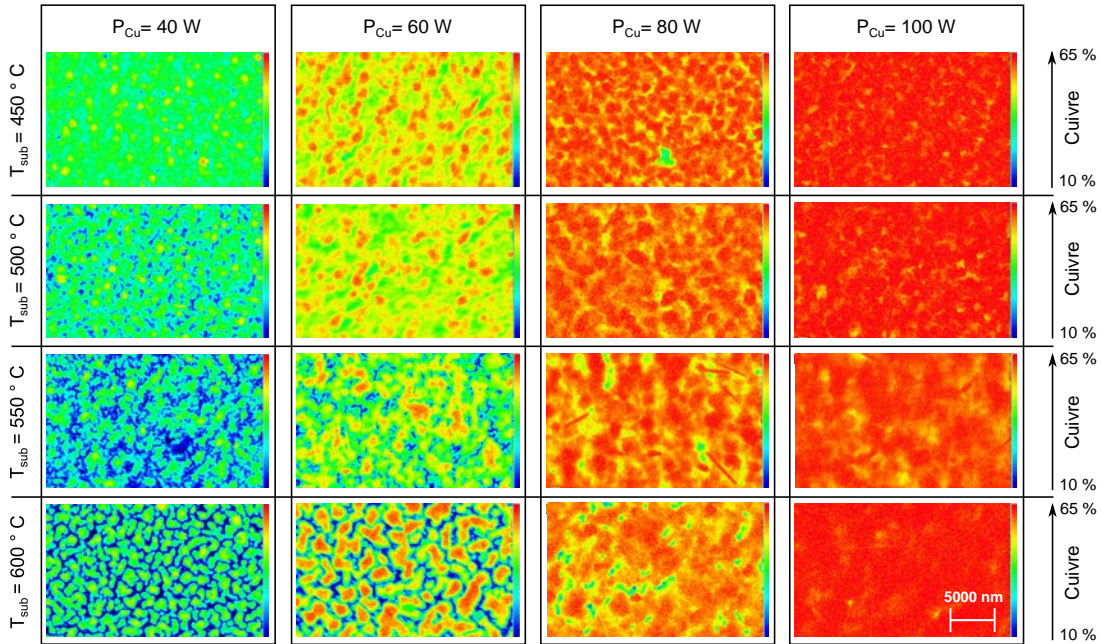 P_Cu= 40 W
P_Cu= 60 W
P_Cu= 80 W
P_Cu= 100 W
T_sub = 450 ° C
65 %
Cuivre
10 %
T_sub = 500 ° C
65 %
Cuivre
10 %
T_sub = 550 ° C
65 %
Cuivre
10 %
T_sub = 600 ° C
65 %
Cuivre
5000 nm
10 %